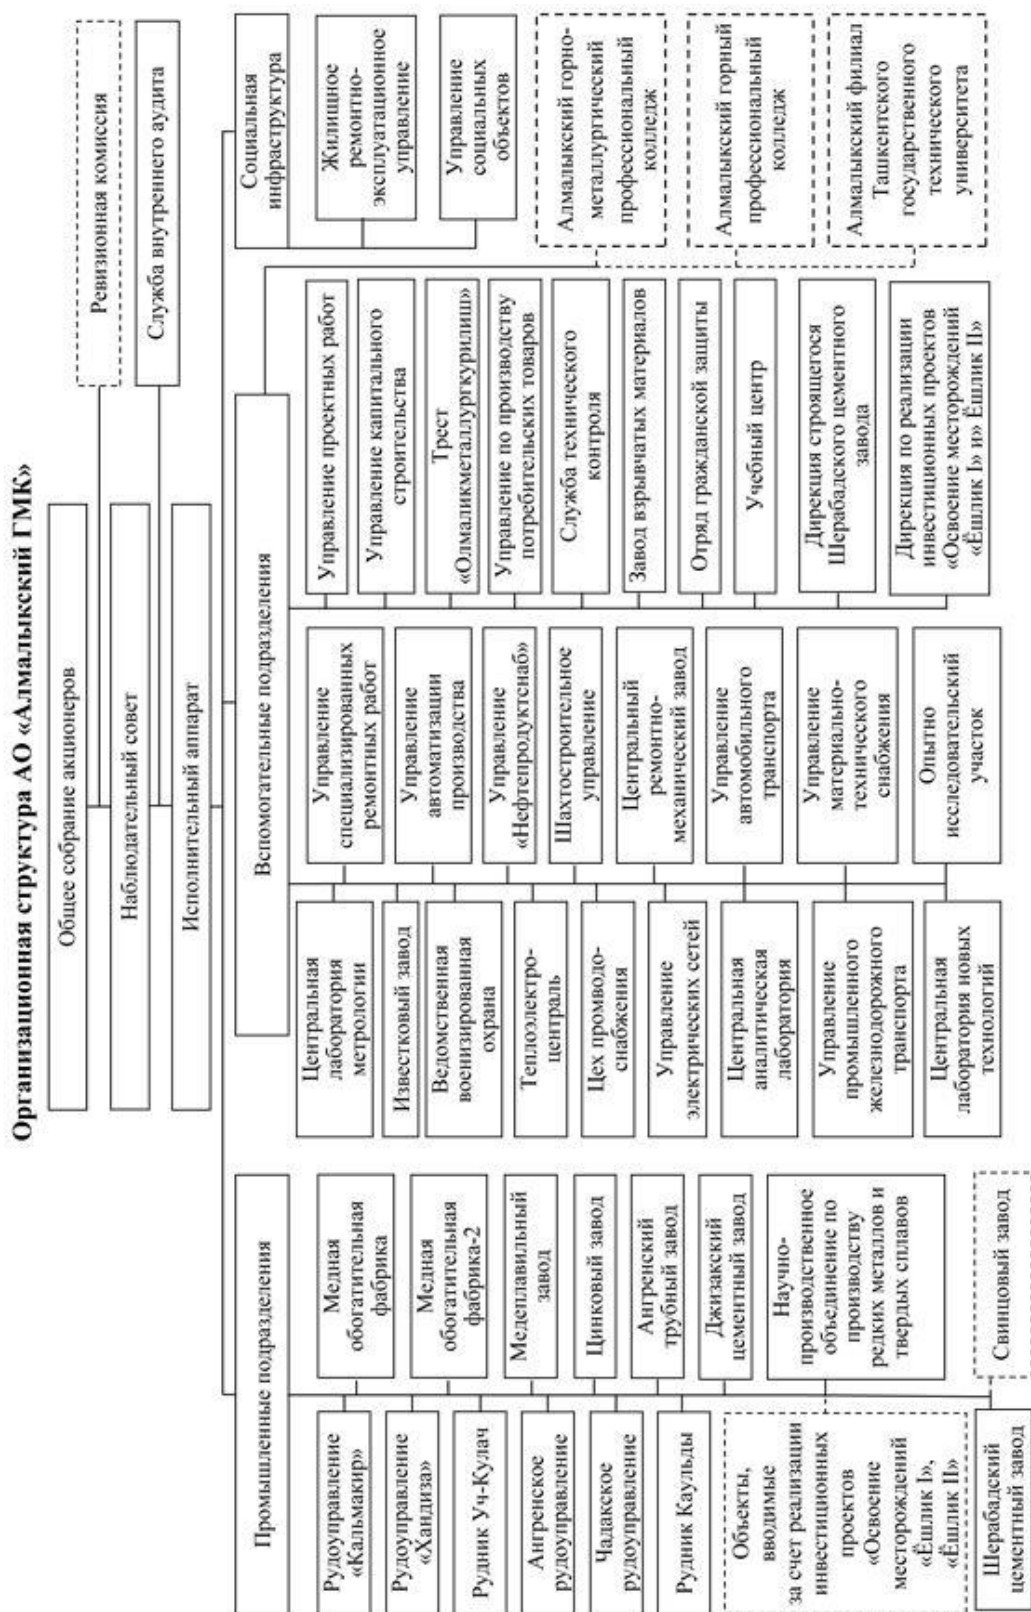 Организационная структура АО «Алмалыкский ГМК»
Общее собрание акционеров
Ревизионная комиссия
Наблюдательный совет
Служба внутреннего аудита
Исполнительный аппарат
Промышленные подразделения
Рудоуправление
«Кальмакир»
Рудоуправление
«Хандиза»
Рудник Уч-Кулач
Ангренское
рудоуправление
Чадакское
рудоуправление
Рудник Каульды
Объекты,
вводимые
за счет реализации
инвестиционных
проектов
«Освоение
месторождений
«Ёшлик I»,
«Ёшлик II»
Шерабадский
цементный завод
Медная
обогатительная
фабрика
Медная
обогатительная
фабрика-2
Медеплавильный
завод
Цинковый завод
Ангренский
трубный завод
Джизакский
цементный завод
Научно-
производственное
объединение по
производству
редких металлов и
твердых сплавов
Свинцовый завод
Вспомогательные подразделения
Центральная
лаборатория
метрологии
Известковый завод
Ведомственная
военизированная
охрана
Теплоэлектро-
централь
Цех промводо-
снабжения
Управление
электрических сетей
Центральная
аналитическая
лаборатория
Управление
промышленного
железнодорожного
транспорта
Центральная
лаборатория новых
технологий
Управление
специализированных
ремонтных работ
Управление
автоматизации
производства
Управление
«Нефтепродуктснаб»
Шахтостроительное
управление
Центральный
ремонтно-
механический завод
Управление
автомобильного
транспорта
Управление
материально-
технического
снабжения
Опытно
исследовательский
участок
Управление проектных работ
Управление капитального
строительства
Трест
«Олмаликметаллургкурилиш»
Управление по производству
потребительских товаров
Служба технического
контроля
Завод взрывчатых материалов
Отряд гражданской защиты
Учебный центр
Дирекция строящегося
Шерабадского цементного
завода
Дирекция по реализации
инвестиционных проектов
«Освоение месторождений
«Ёшлик I» и» Ёшлик II»
Социальная
инфраструктура
Жилищное
ремонтно-
эксплуатационное
управление
Управление
социальных
объектов
Алмалыкский горно-
металлургический
профессиональный
колледж
Алмалыкский горный
профессиональный
колледж
Алмалыкский филиал
Ташкентского
государственного
технического
университета